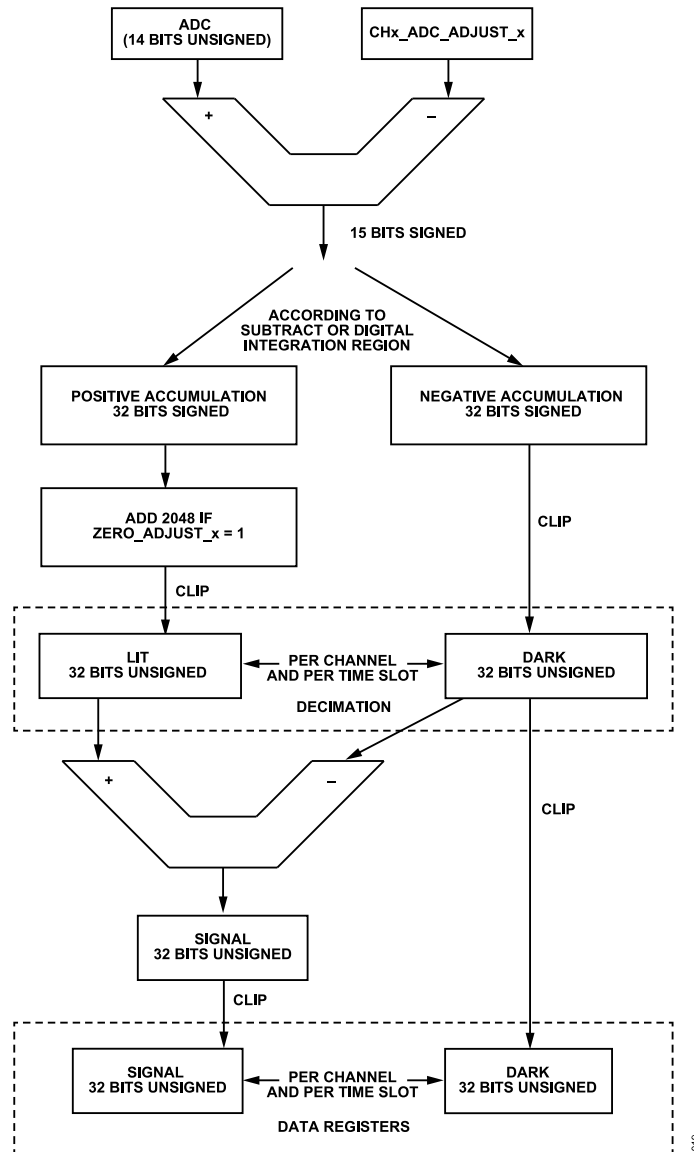 ADC
(14 BITS UNSIGNED)
CHx_ADC_ADJUST_x
+
–
15 BITS SIGNED
ACCORDING TO
SUBTRACT OR DIGITAL
INTEGRATION REGION
POSITIVE ACCUMULATION
32 BITS SIGNED
NEGATIVE ACCUMULATION
32 BITS SIGNED
ADD 2048 IF
ZERO_ADJUST_x = 1
CLIP
CLIP
LIT
32 BITS UNSIGNED
PER CHANNEL
AND PER TIME SLOT
DARK
32 BITS UNSIGNED
DECIMATION
+
–
CLIP
SIGNAL
32 BITS UNSIGNED
CLIP
SIGNAL
32 BITS UNSIGNED
PER CHANNEL
AND PER TIME SLOT
DARK
32 BITS UNSIGNED
DATA REGISTERS